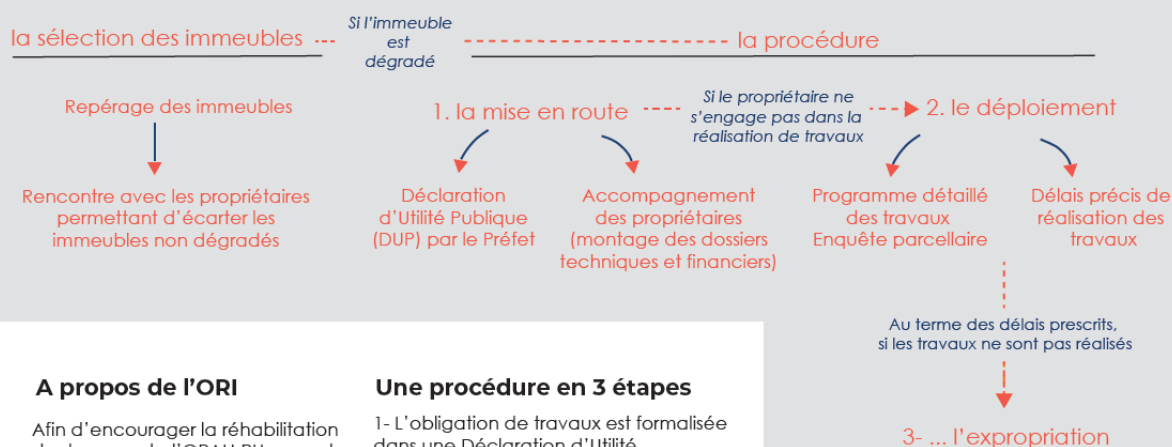 la sélection des immeubles
Si l'immeuble
est
dégradé
la procédure
Repérage des immeubles
Rencontre avec les propriétaires
permettant d'écarter les
immeubles non dégradés
1. la mise en route
Si le propriétaire ne
s'engage pas dans la
réalisation de travaux
2. le déploiement
Déclaration
d'Utilité Publique
(DUP) par le Préfet
Accompagnement
des propriétaires
(montage des dossiers
techniques et financiers)
Programme détaillé
des travaux
Enquête parcellaire
Délais précis de
réalisation des
travaux
Au terme des délais prescrits,
si les travaux ne sont pas réalisés
3- ... l'expropriation
A propos de l'ORI
Afin d'encourager la réhabilitation
Une procédure en 3 étapes
1- L'obligation de travaux est formalisée
dans une Déclaration d'Utilité